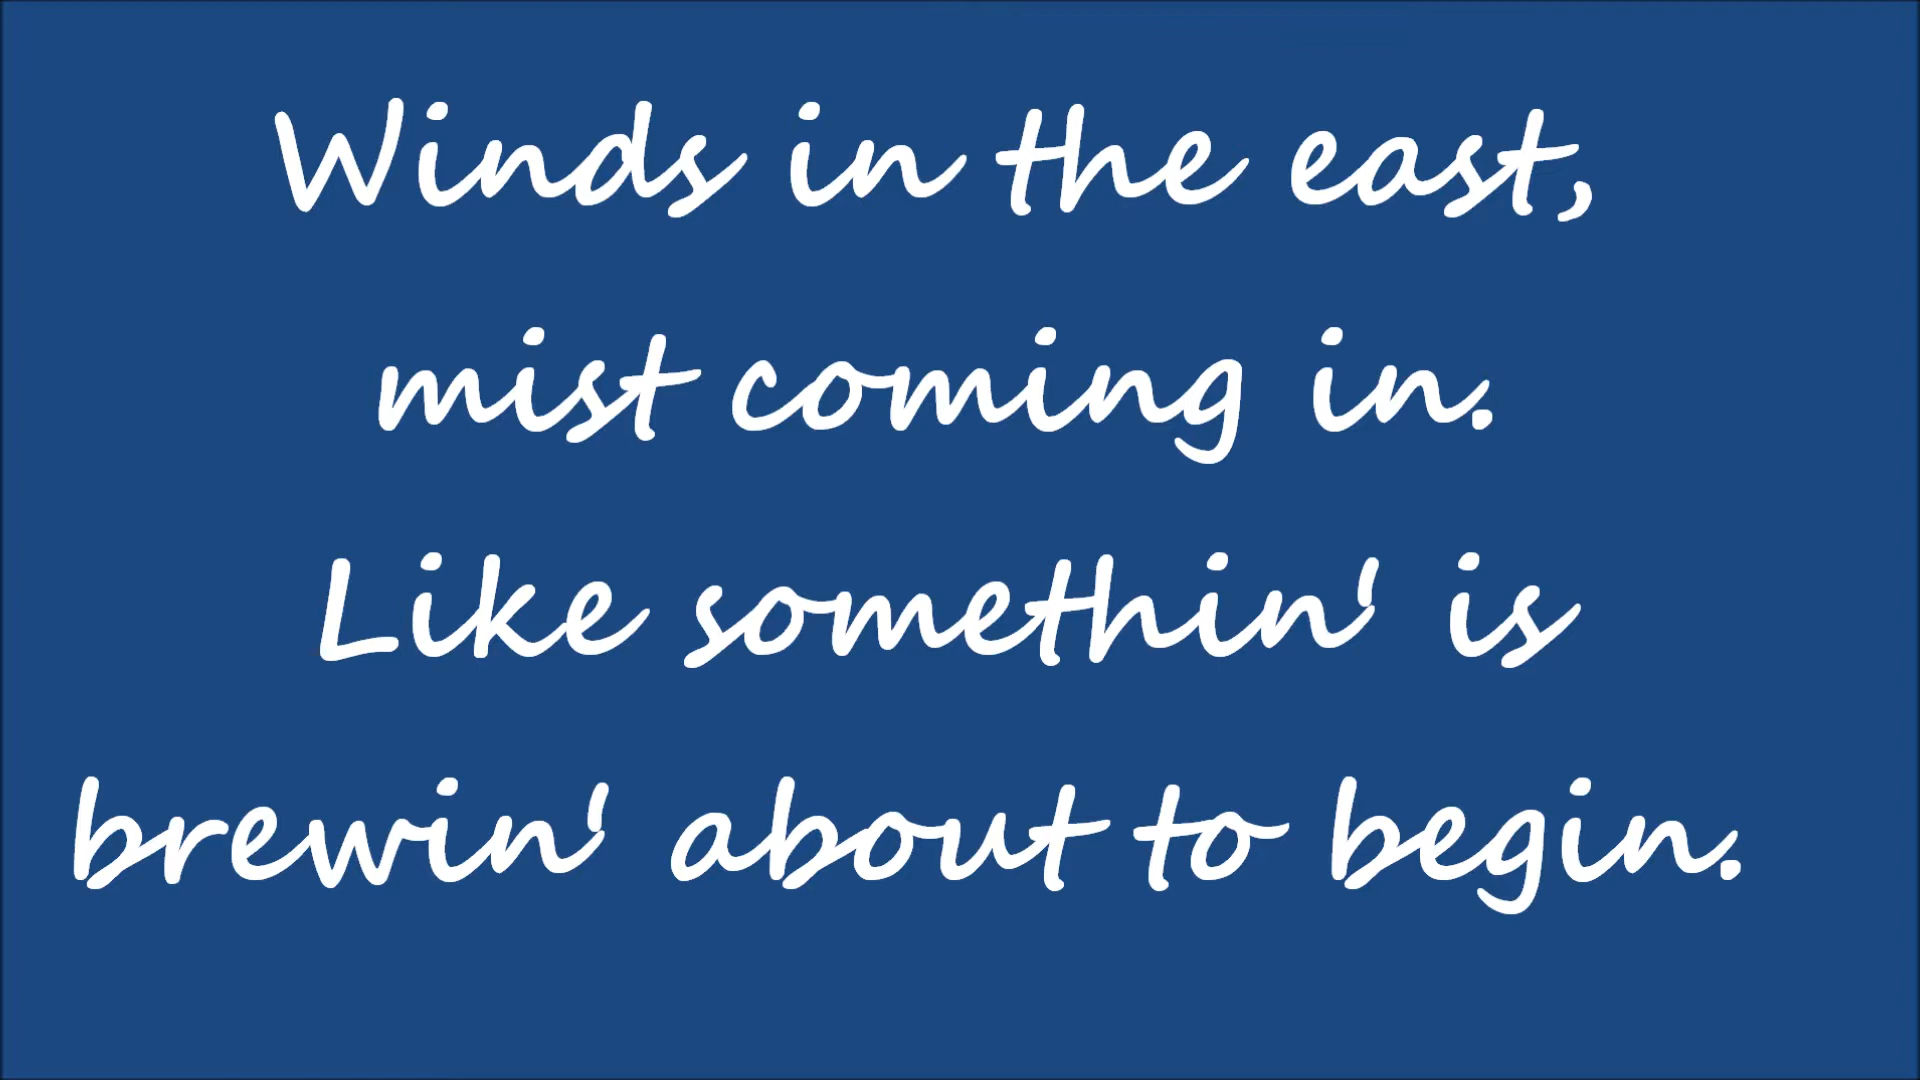 Winds in the east,
mist coming in.
Like somethin' is
brewin' about to begin.